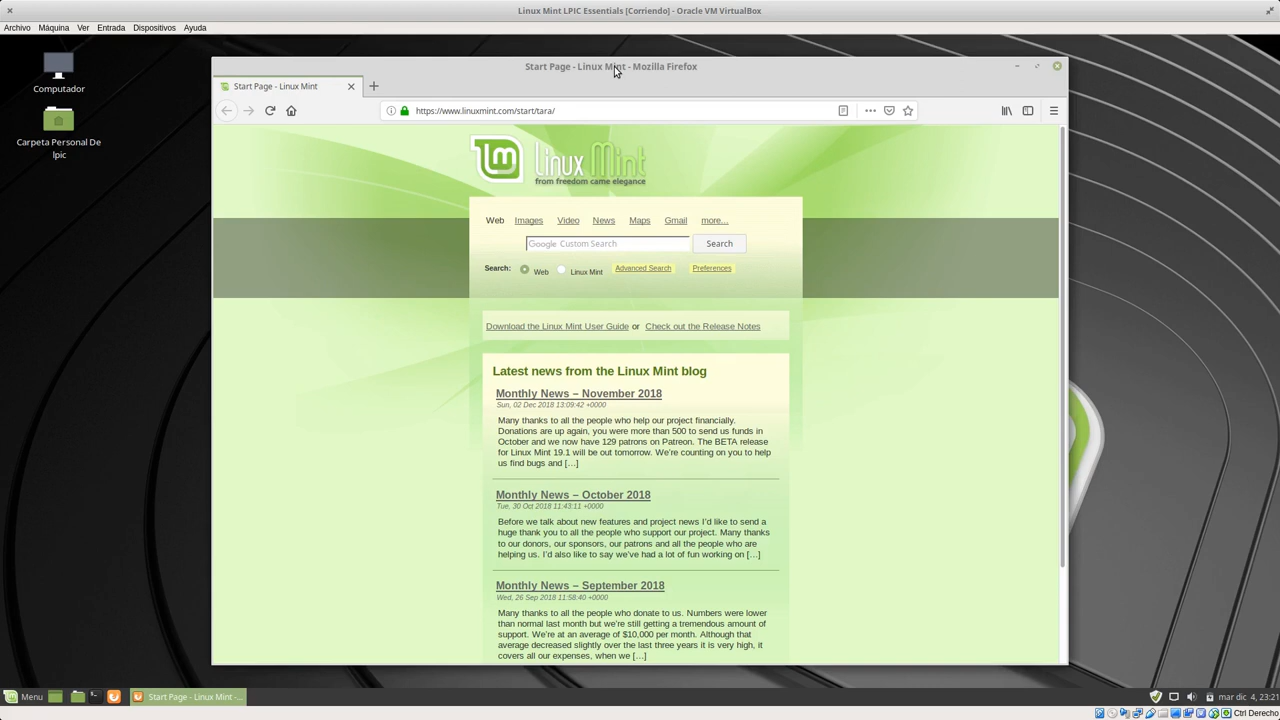 Linux Mint LPIC Essentials [Corriendo] - Oracle VM VirtualBox
Archivo Máquina Ver Entrada Dispositivos Ayuda
Computador
Carpeta Personal De
lpic
Start Page - Linux Mint - Mozilla Firefox
Start Page - Linux Mint
https://www.linuxmint.com/start/tara/
Linux Mint
from freedom came elegance
Web Images Video News Maps Gmail more...
Google Custom Search Search
Search: Web Linux Mint Advanced Search Preferences
Download the Linux Mint User Guide or Check out the Release Notes
Latest news from the Linux Mint blog
Monthly News – November 2018
Sun, 02 Dec 2018 13:09:42 +0000
Many thanks to all the people who help our project financially.
Donations are up again, you were more than 500 to send us funds in
October and we now have 129 patrons on Patreon. The BETA release
for Linux Mint 19.1 will be out tomorrow. We're counting on you to help
us find bugs and […]
Monthly News – October 2018
Tue, 30 Oct 2018 11:43:11 +0000
Before we talk about new features and project news I'd like to send a
huge thank you to all the people who support our project. Many thanks
to our donors, our sponsors, our patrons and all the people who are
helping us. I'd also like to say we've had a lot of fun working on […]
Monthly News – September 2018
Wed, 26 Sep 2018 11:58:40 +0000
Many thanks to all the people who donate to us. Numbers were lower
than normal last month but we're still getting a tremendous amount of
support. We're at an average of $10,000 per month. Although that
average decreased slightly over the last three years it is very high, it
covers all our expenses, when we […]
Menu Start Page - Linux Mint -... mar dic 4, 23:21
Ctrl Derecho